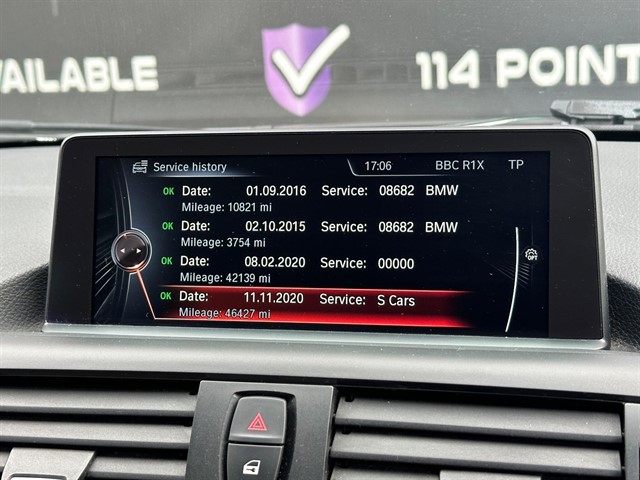 AVAILABLE
114 POINT
Service history 17:06 BBC R1X TP
OK Date: 01.09.2016 Service: 08682 BMW
Mileage: 10821 mi
OK Date: 02.10.2015 Service: 08682 BMW
Mileage: 3754 mi
OK Date: 08.02.2020 Service: 00000
Mileage: 42139 mi
OK Date: 11.11.2020 Service: S Cars
Mileage: 46427 mi
OPT